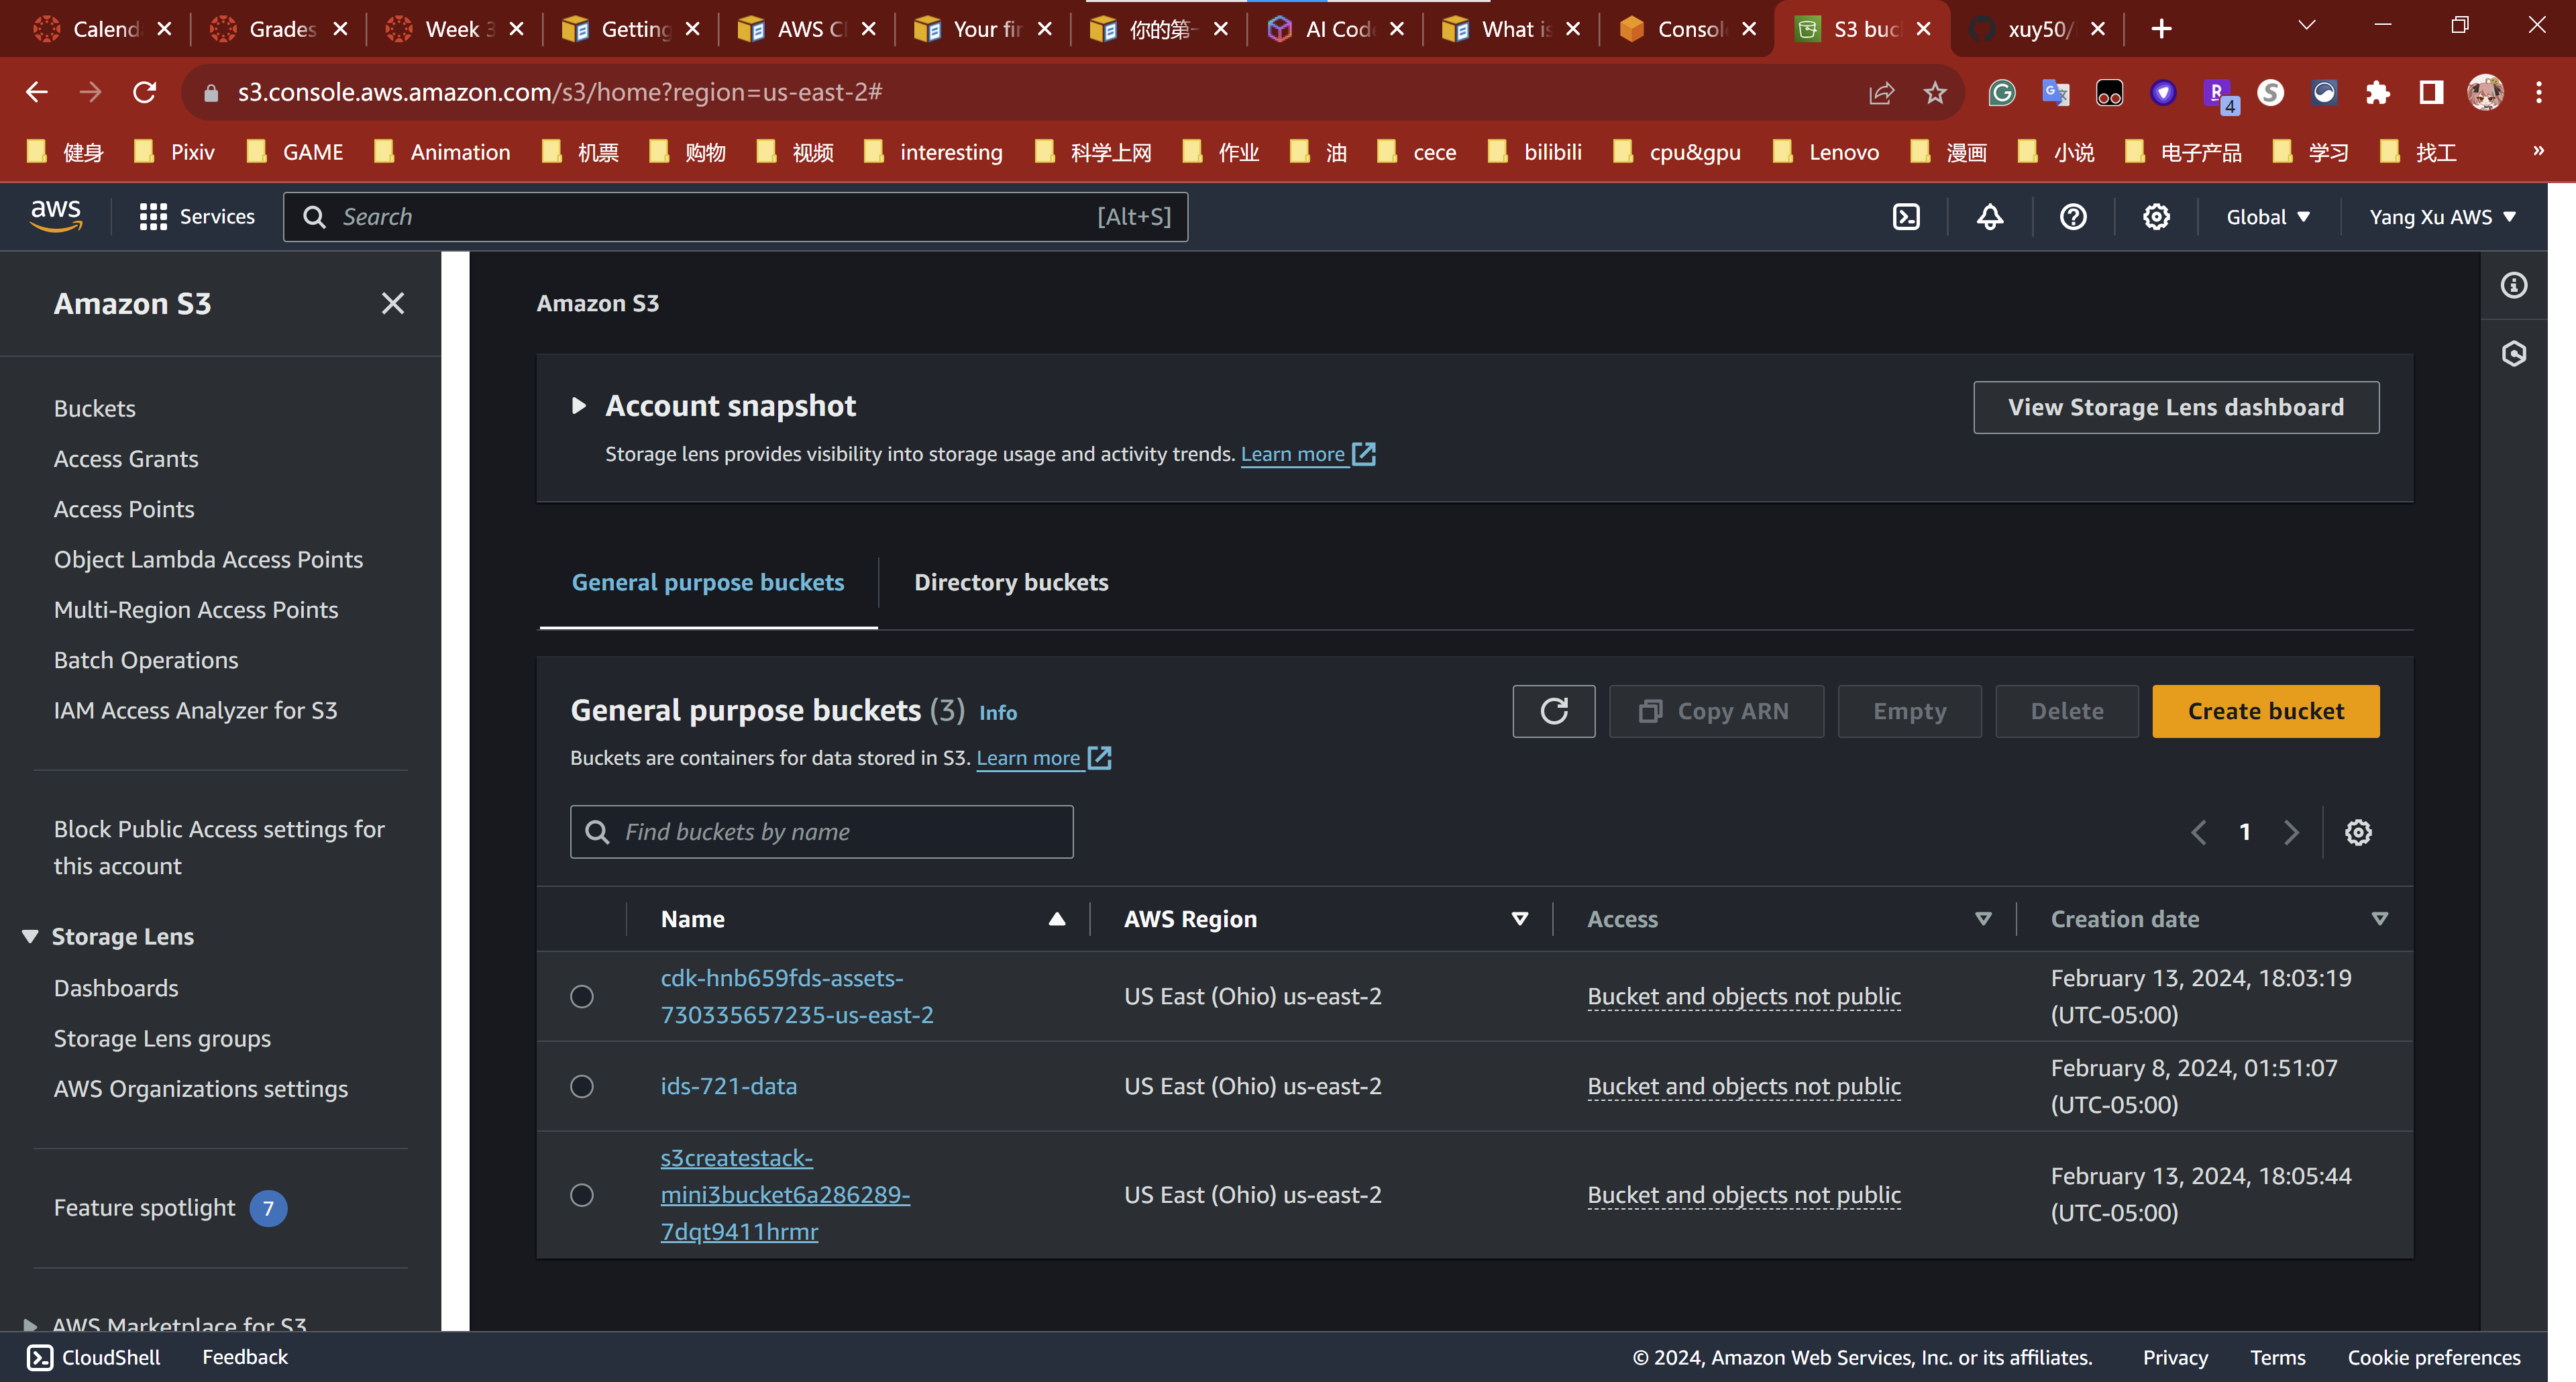 Calend
Grades
Week 3
Getting
AWS Cl
Your fir
你的第一
AI Code
What is
Consol
S3 buc
xuy50/
s3.console.aws.amazon.com/s3/home?region=us-east-2#
4
健身
Pixiv
GAME
Animation
机票
购物
视频
interesting
科学上网
作业
油
cece
bilibili
cpu&gpu
Lenovo
漫画
小说
电子产品
学习
找工
»
aws
Services
Search
[Alt+S]
Global
Yang Xu AWS
Amazon S3
Buckets
Access Grants
Access Points
Object Lambda Access Points
Multi-Region Access Points
Batch Operations
IAM Access Analyzer for S3
Block Public Access settings for
this account
Storage Lens
Dashboards
Storage Lens groups
AWS Organizations settings
Feature spotlight 7
AWS Marketplace for S3
Amazon S3
Account snapshot
View Storage Lens dashboard
Storage lens provides visibility into storage usage and activity trends. Learn more
General purpose buckets
Directory buckets
General purpose buckets (3) Info
Copy ARN
Empty
Delete
Create bucket
Buckets are containers for data stored in S3. Learn more
Find buckets by name
1
Name
AWS Region
Access
Creation date
cdk-hnb659fds-assets-
730335657235-us-east-2
US East (Ohio) us-east-2
Bucket and objects not public
February 13, 2024, 18:03:19
(UTC-05:00)
ids-721-data
US East (Ohio) us-east-2
Bucket and objects not public
February 8, 2024, 01:51:07
(UTC-05:00)
s3createstack-
mini3bucket6a286289-
7dqt9411hrmr
US East (Ohio) us-east-2
Bucket and objects not public
February 13, 2024, 18:05:44
(UTC-05:00)
CloudShell
Feedback
© 2024, Amazon Web Services, Inc. or its affiliates.
Privacy
Terms
Cookie preferences